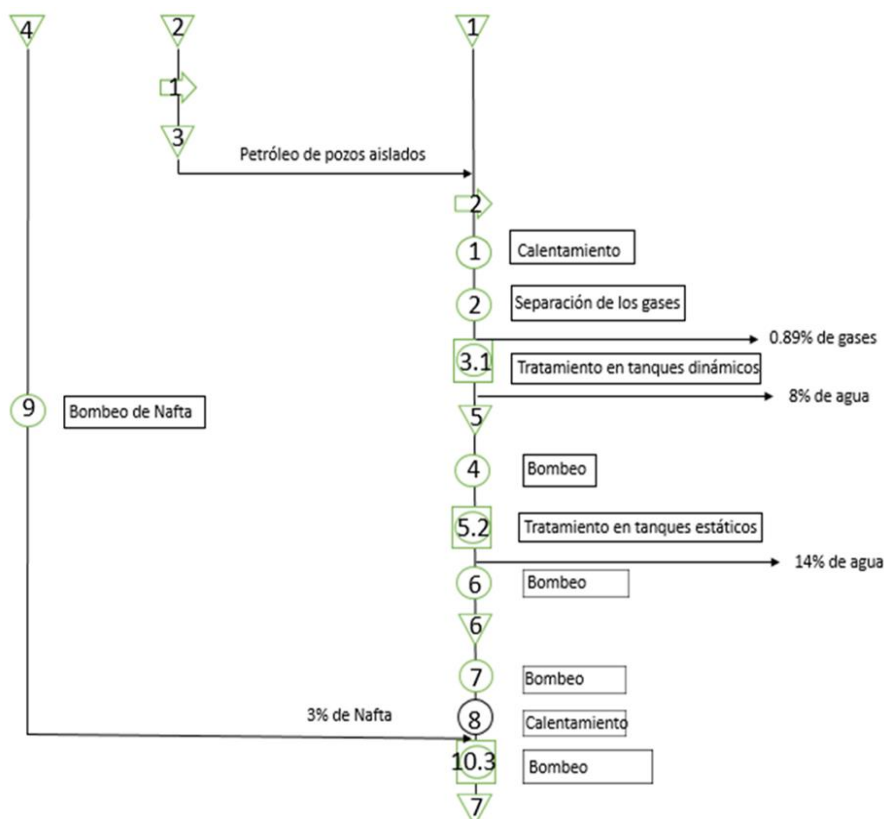 4
2
1
1
3
Petróleo de pozos aislados
2
1
Calentamiento
2
Separación de los gases
0.89% de gases
3.1
Tratamiento en tanques dinámicos
8% de agua
9
Bombeo de Nafta
5
4
Bombeo
5.2
Tratamiento en tanques estáticos
14% de agua
6
Bombeo
6
7
Bombeo
3% de Nafta
8
Calentamiento
10.3
Bombeo
7